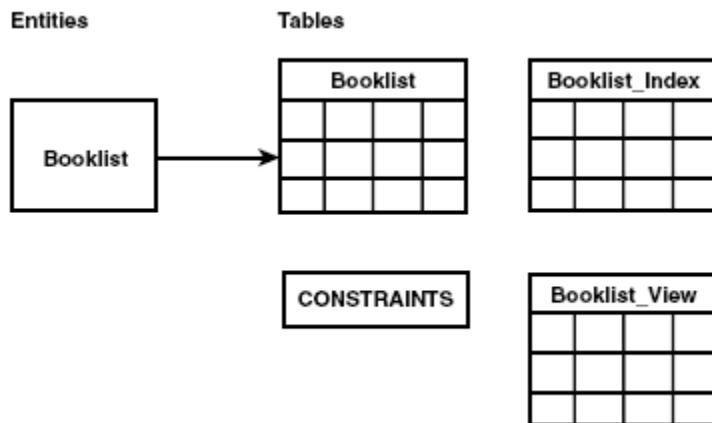 Entities Tables
Booklist Booklist_Index
Booklist
CONSTRAINTS Booklist_View